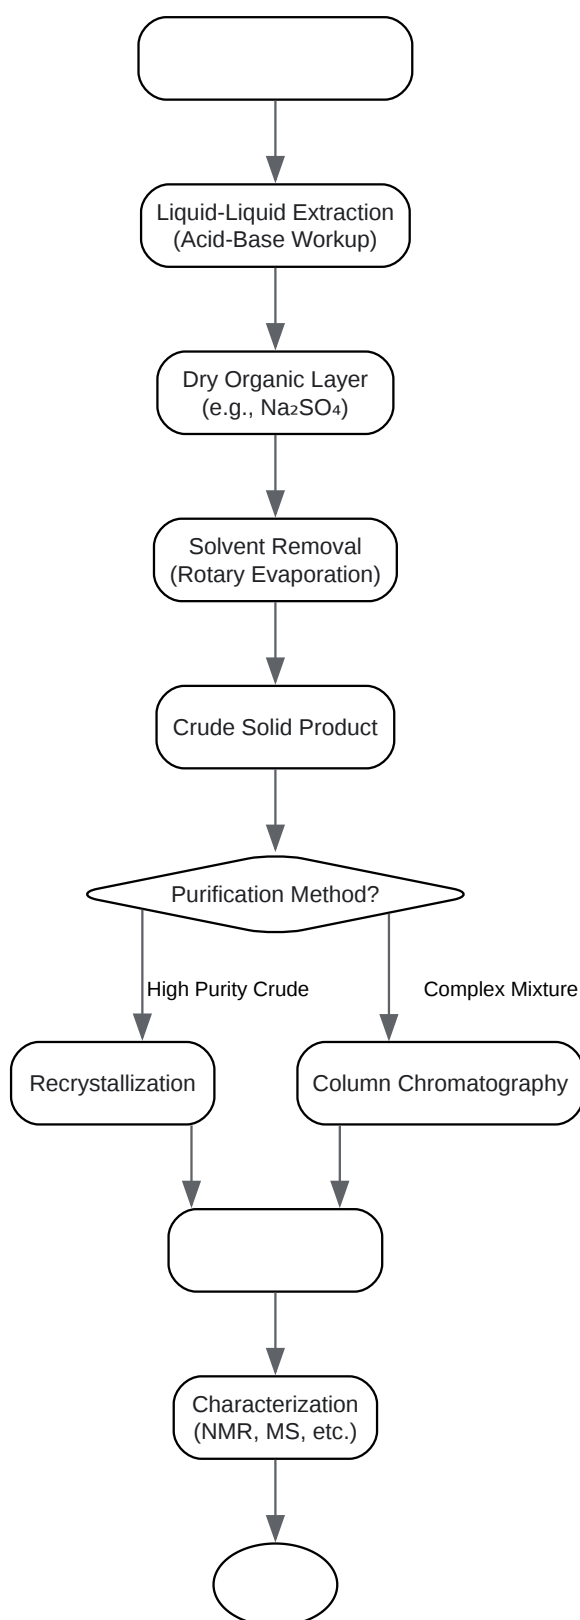 Liquid-Liquid Extraction
(Acid-Base Workup)
Dry Organic Layer
(e.g., Na₂SO₄)
Solvent Removal
(Rotary Evaporation)
Crude Solid Product
Purification Method?
High Purity Crude
Complex Mixture
Recrystallization
Column Chromatography
Characterization
(NMR, MS, etc.)